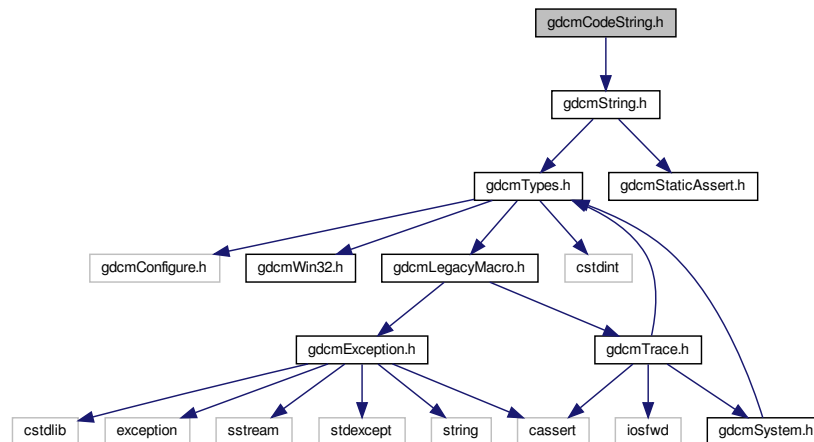 gdcmCodeString.h
gdcmString.h
gdcmTypes.h
gdcmStaticAssert.h
gdcmConfigure.h
gdcmWin32.h
gdcmLegacyMacro.h
cstdint
gdcmException.h
gdcmTrace.h
cstdlib
exception
sstream
stdexcept
string
cassert
iosfwd
gdcmSystem.h